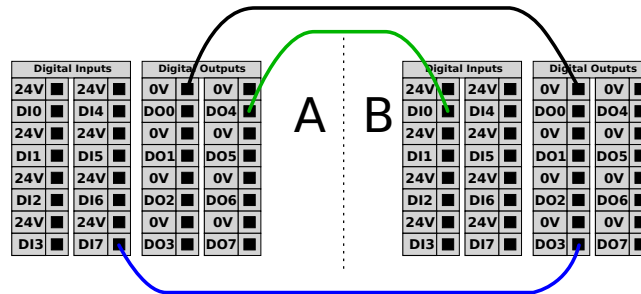 Digital Inputs Digital Outputs Digital Inputs Digital Outputs
24V 24V 0V 0V A B 24V 24V 0V 0V
DI0 DI4 DO0 DO4 DI0 DI4 DO0 DO4
24V 24V 0V 0V 24V 24V 0V 0V
DI1 DI5 DO1 DO5 DI1 DI5 DO1 DO5
24V 24V 0V 0V 24V 24V 0V 0V
DI2 DI6 DO2 DO6 DI2 DI6 DO2 DO6
24V 24V 0V 0V 24V 24V 0V 0V
DI3 DI7 DO3 DO7 DI3 DI7 DO3 DO7